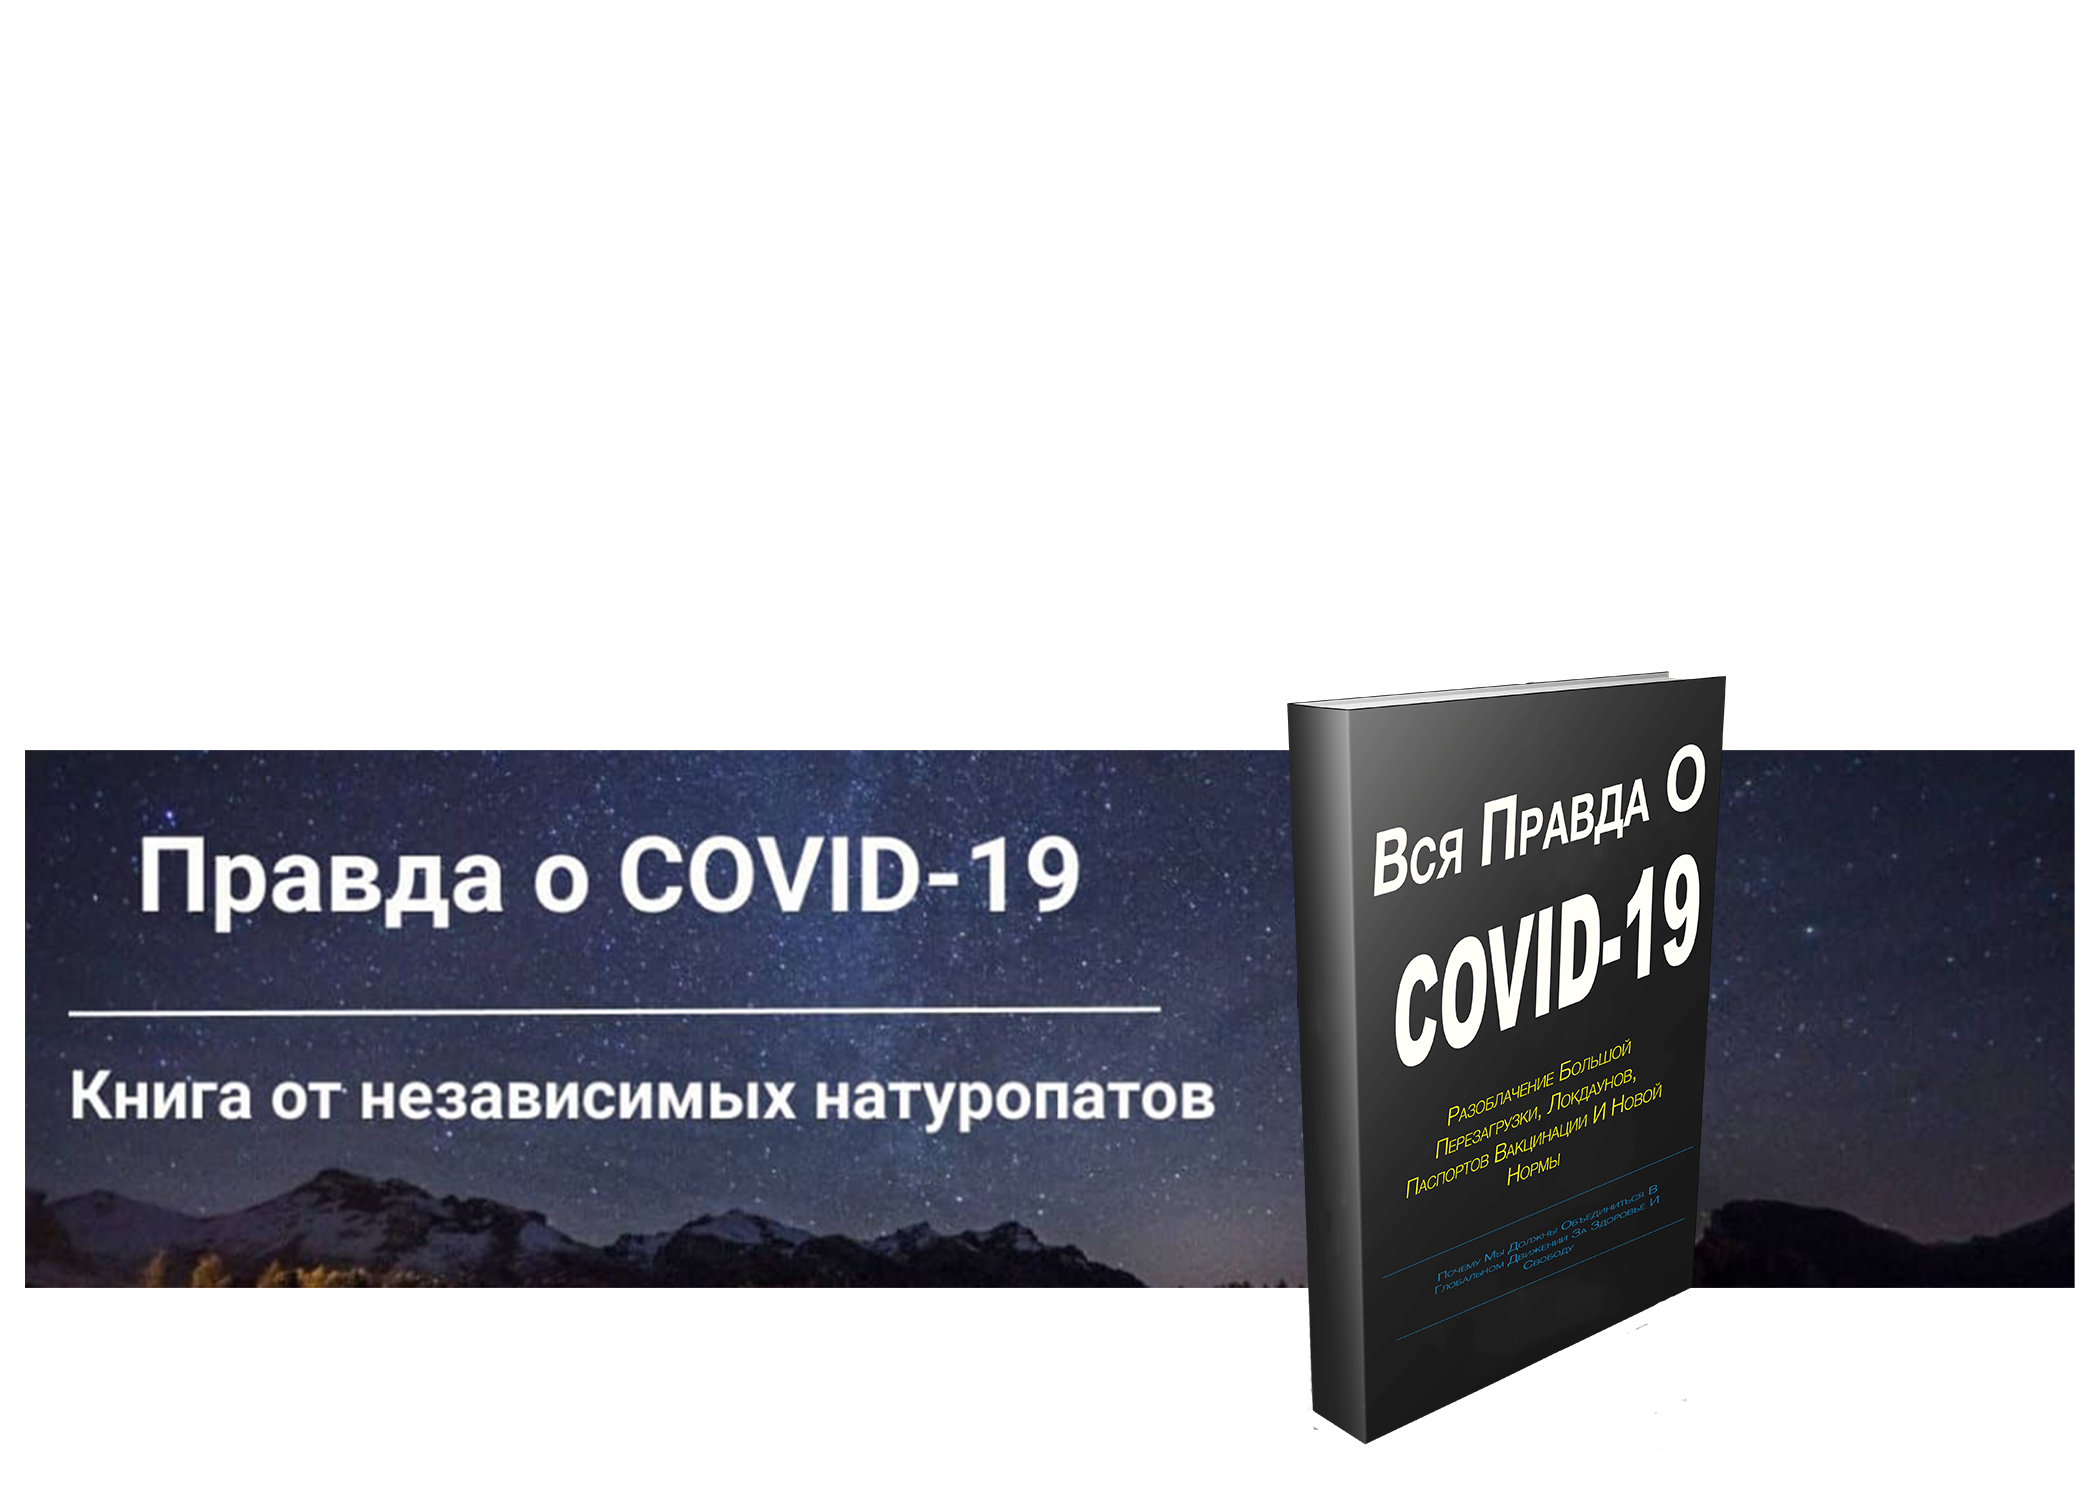 Правда о COVID-19
Книга от независимых натуропатов
Вся Правда О
COVID-19
Разоблачение Большой
Перезагрузки, Локдаунов,
Паспортов Вакцинации И Новой
Нормы
Почему Мы Должны Объединиться В
Глобальном Движении За Здоровье И
Свободу